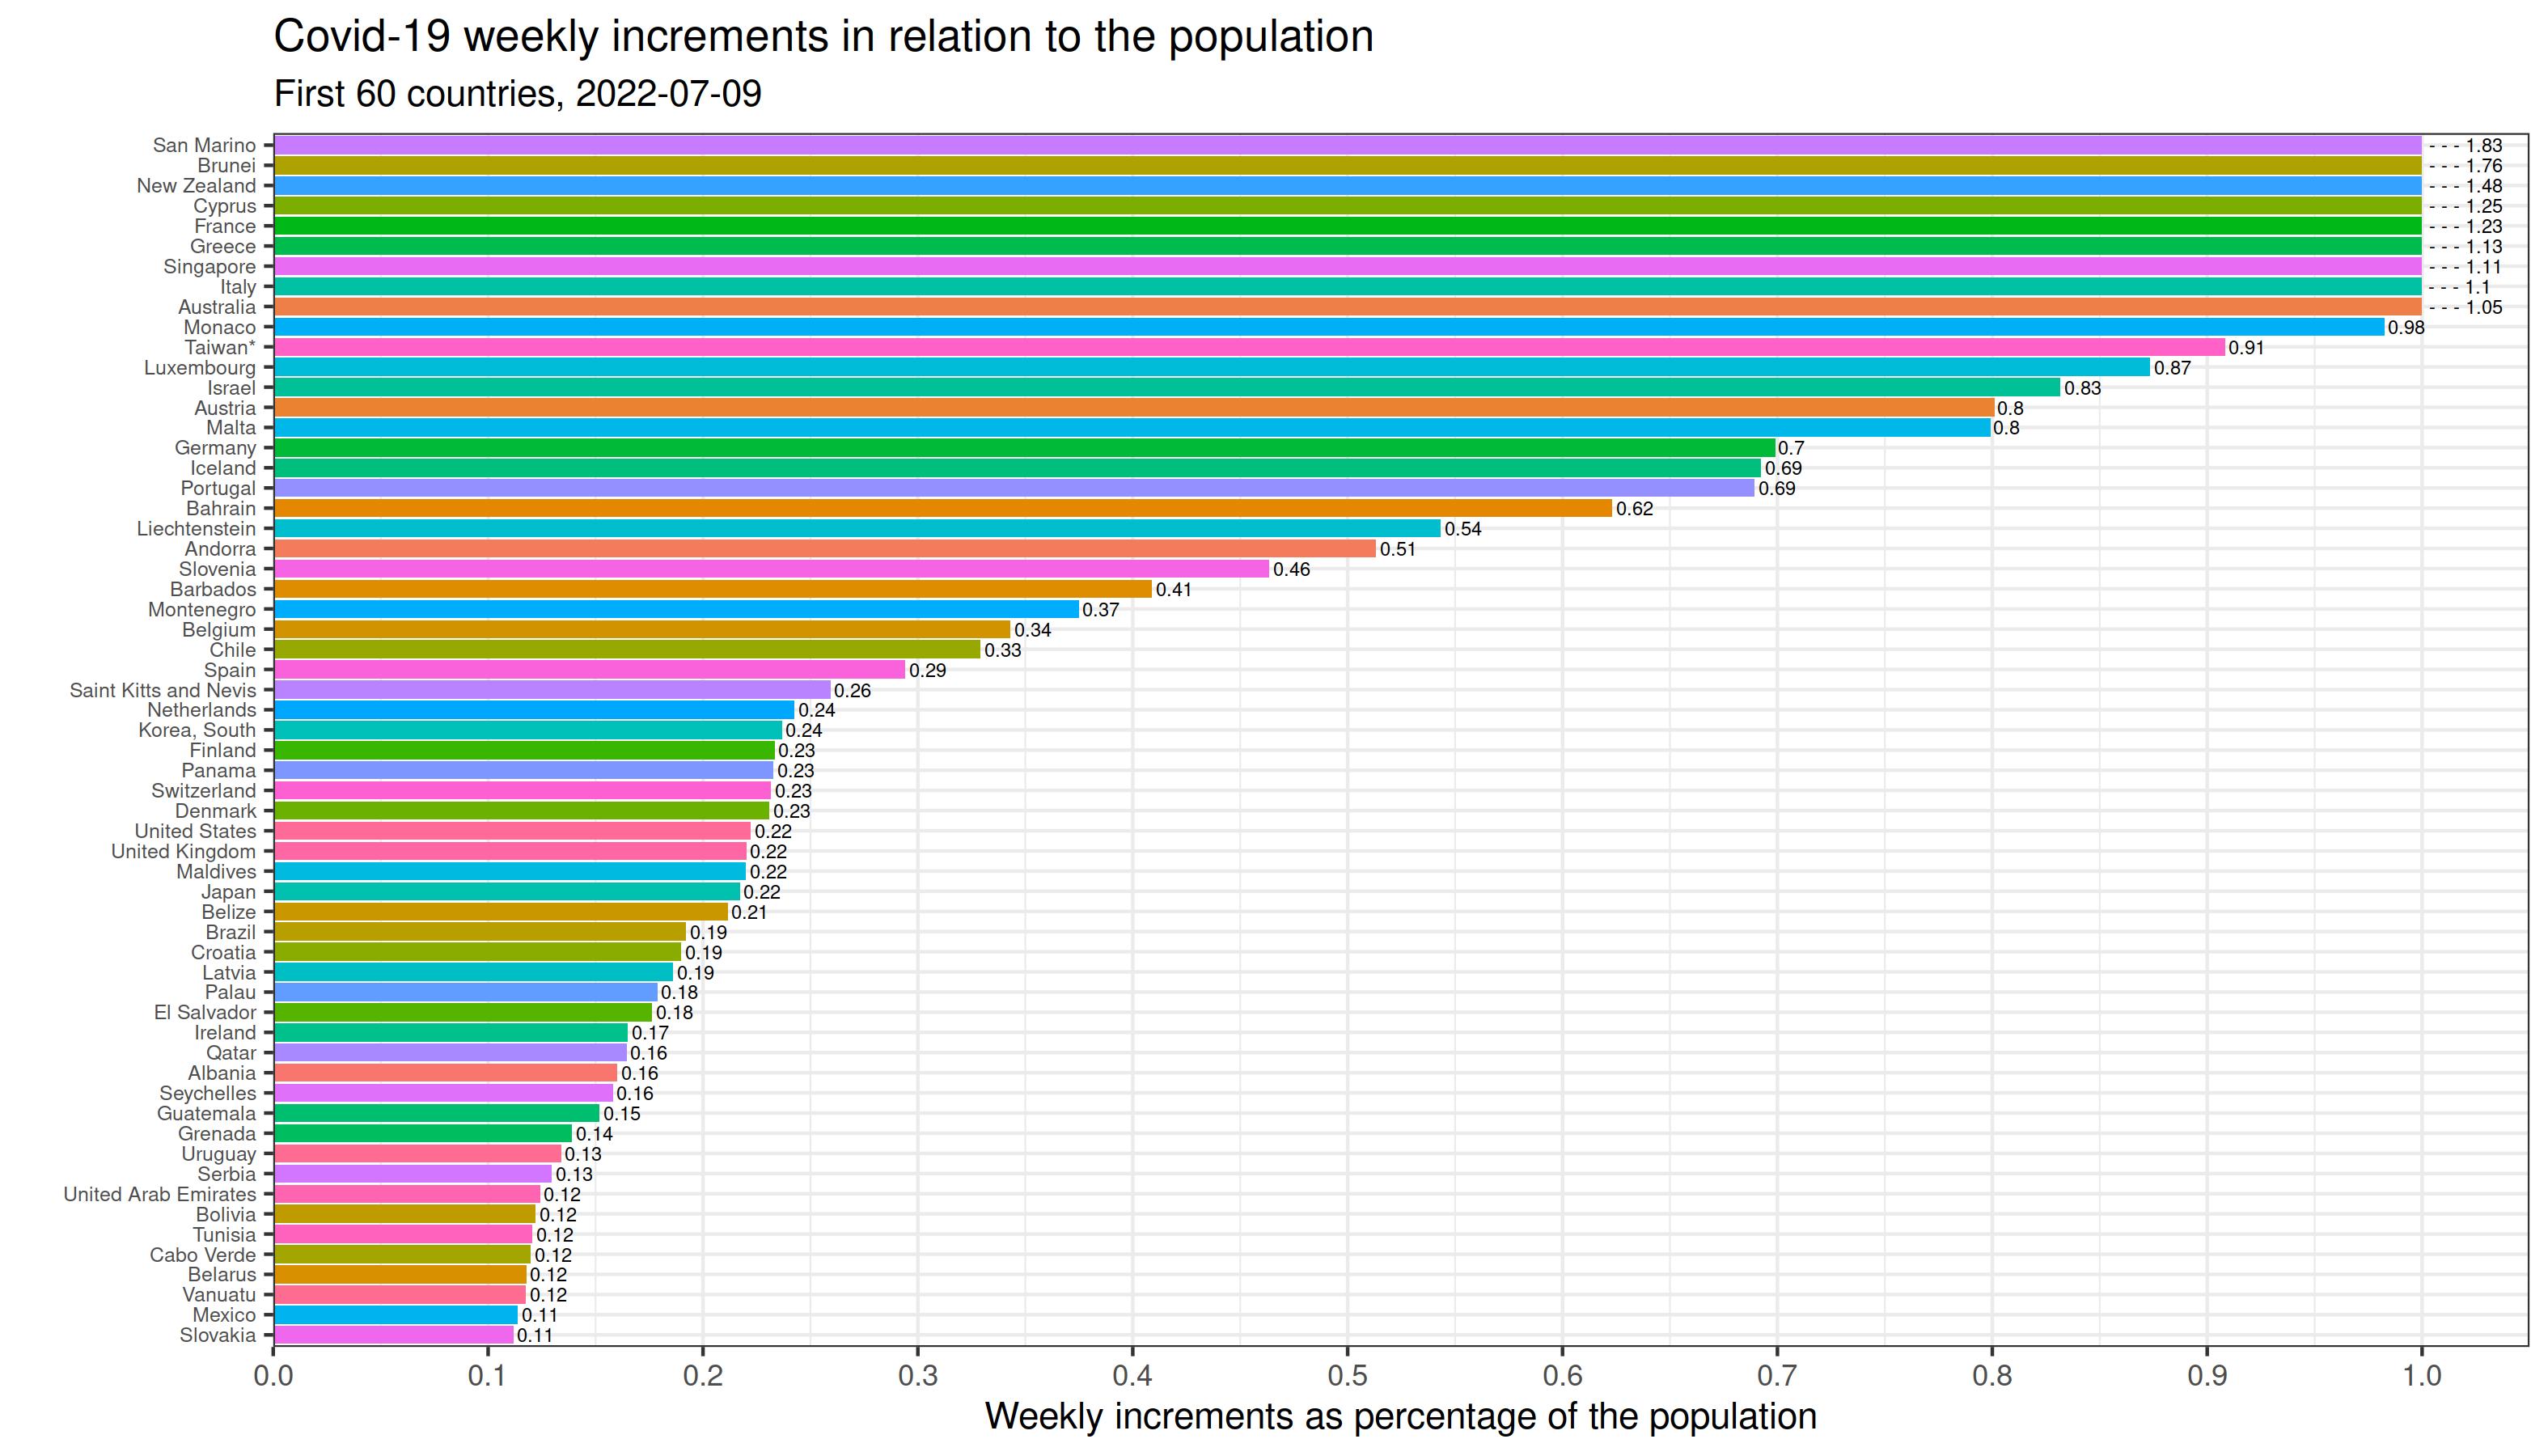 Covid-19 weekly increments in relation to the population
First 60 countries, 2022-07-09
San Marino - - - 1.83
Brunei - - - 1.76
New Zealand - - - 1.48
Cyprus - - - 1.25
France - - - 1.23
Greece - - - 1.13
Singapore - - - 1.11
Italy - - - 1.1
Australia - - - 1.05
Monaco 0.98
Taiwan* 0.91
Luxembourg 0.87
Israel 0.83
Austria 0.8
Malta 0.8
Germany 0.7
Iceland 0.69
Portugal 0.69
Bahrain 0.62
Liechtenstein 0.54
Andorra 0.51
Slovenia 0.46
Barbados 0.41
Montenegro 0.37
Belgium 0.34
Chile 0.33
Spain 0.29
Saint Kitts and Nevis 0.26
Netherlands 0.24
Korea, South 0.24
Finland 0.23
Panama 0.23
Switzerland 0.23
Denmark 0.23
United States 0.22
United Kingdom 0.22
Maldives 0.22
Japan 0.22
Belize 0.21
Brazil 0.19
Croatia 0.19
Latvia 0.19
Palau 0.18
El Salvador 0.18
Ireland 0.17
Qatar 0.16
Albania 0.16
Seychelles 0.16
Guatemala 0.15
Grenada 0.14
Uruguay 0.13
Serbia 0.13
United Arab Emirates 0.12
Bolivia 0.12
Tunisia 0.12
Cabo Verde 0.12
Belarus 0.12
Vanuatu 0.12
Mexico 0.11
Slovakia 0.11
0.0 0.1 0.2 0.3 0.4 0.5 0.6 0.7 0.8 0.9 1.0
Weekly increments as percentage of the population